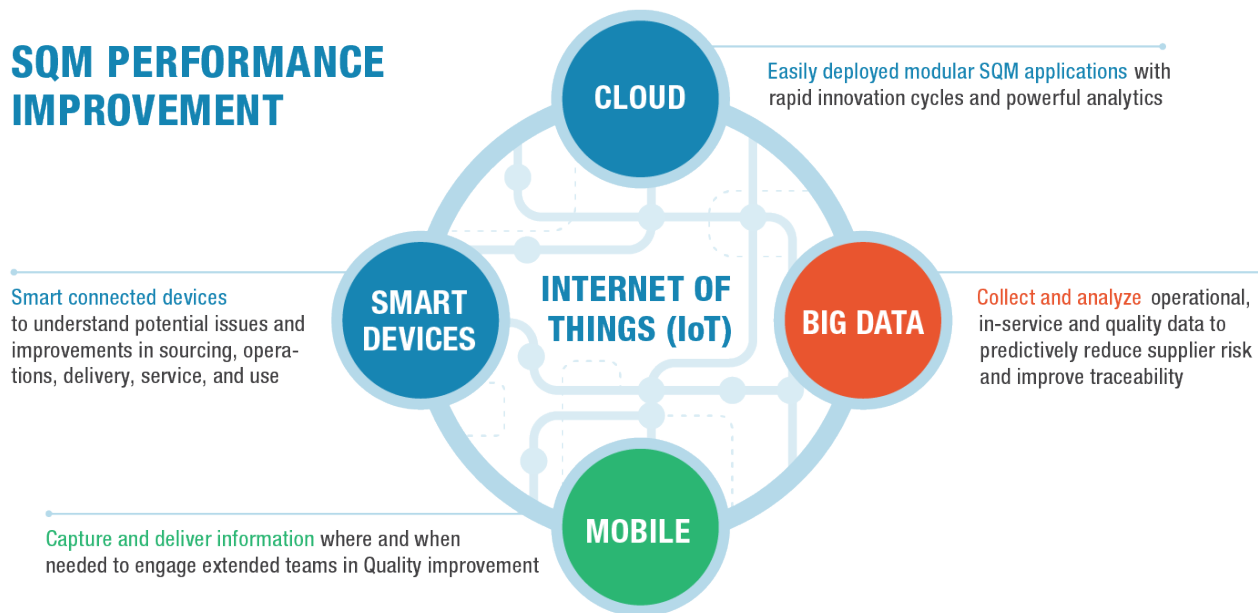 SQM PERFORMANCE
IMPROVEMENT
CLOUD
Easily deployed modular SQM applications with
rapid innovation cycles and powerful analytics
SMART
DEVICES
Smart connected devices
to understand potential issues and
improvements in sourcing, opera-
tions, delivery, service, and use
INTERNET OF
THINGS (IoT)
BIG DATA
Collect and analyze operational,
in-service and quality data to
predictively reduce supplier risk
and improve traceability
MOBILE
Capture and deliver information where and when
needed to engage extended teams in Quality improvement